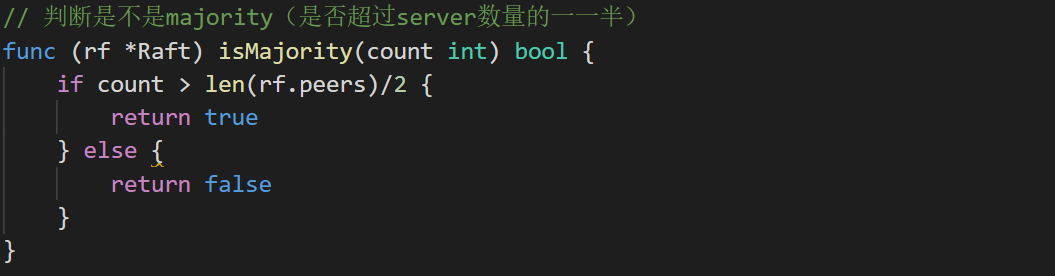 // 判断是不是majority（是否超过server数量的一一半）
func (rf *Raft) isMajority(count int) bool {
    if count > len(rf.peers)/2 {
        return true
    } else {
        return false
    }
}